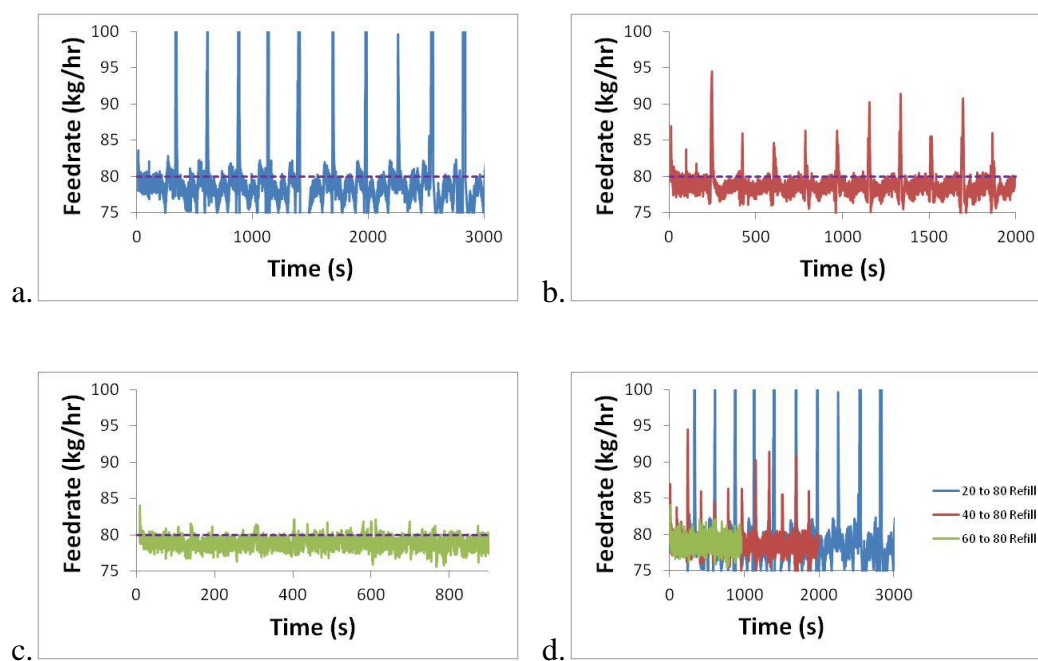 Feedrate (kg/hr)
100
95
90
85
80
75
0 1000 2000 3000
Time (s)
a.
Feedrate (kg/hr)
100
95
90
85
80
75
0 500 1000 1500 2000
Time (s)
b.
Feedrate (kg/hr)
100
95
90
85
80
75
0 200 400 600 800
Time (s)
c.
Feedrate (kg/hr)
100
95
90
85
80
75
0 1000 2000 3000
Time (s)
20 to 80 Refill
40 to 80 Refill
60 to 80 Refill
d.